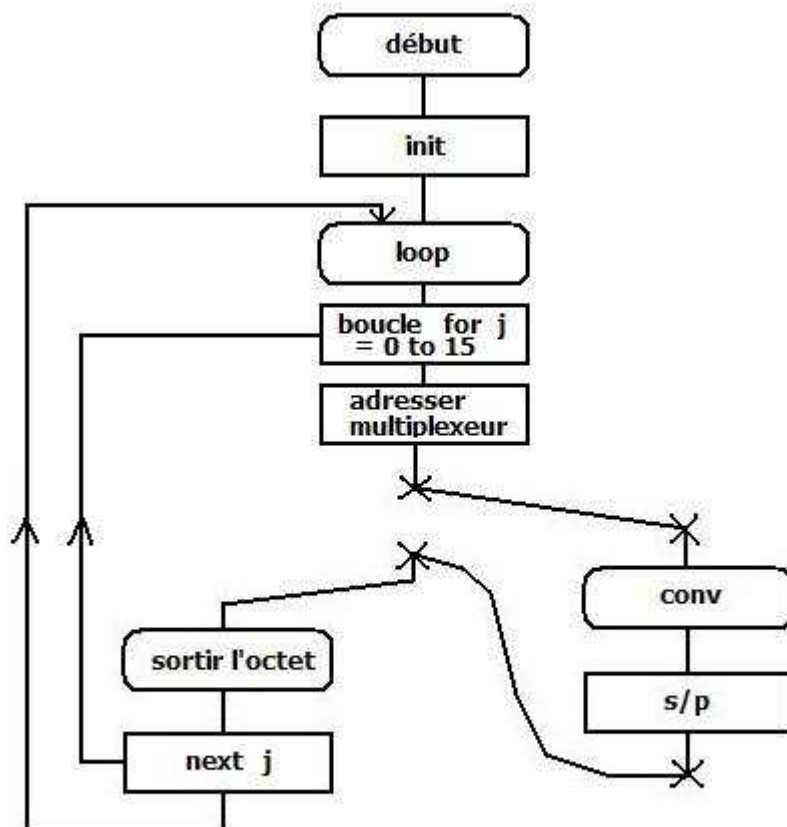 début
init
loop
boucle for j
= 0 to 15
adresser
multiplexeur
conv
sortir l'octet
s/p
next j